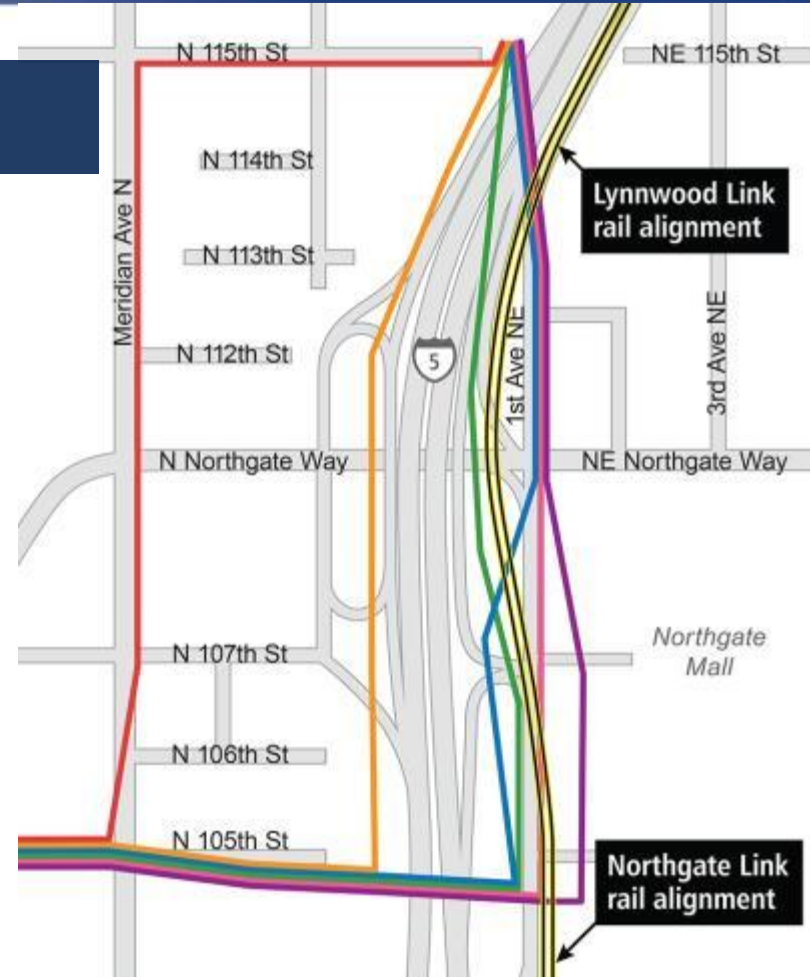 N 115th St
NE 115th St
N 114th St
Lynnwood Link
rail alignment
Meridian Ave N
N 113th St
1st Ave NE
3rd Ave NE
N 112th St
5
N Northgate Way
NE Northgate Way
N 107th St
Northgate
Mall
N 106th St
N 105th St
Northgate Link
rail alignment